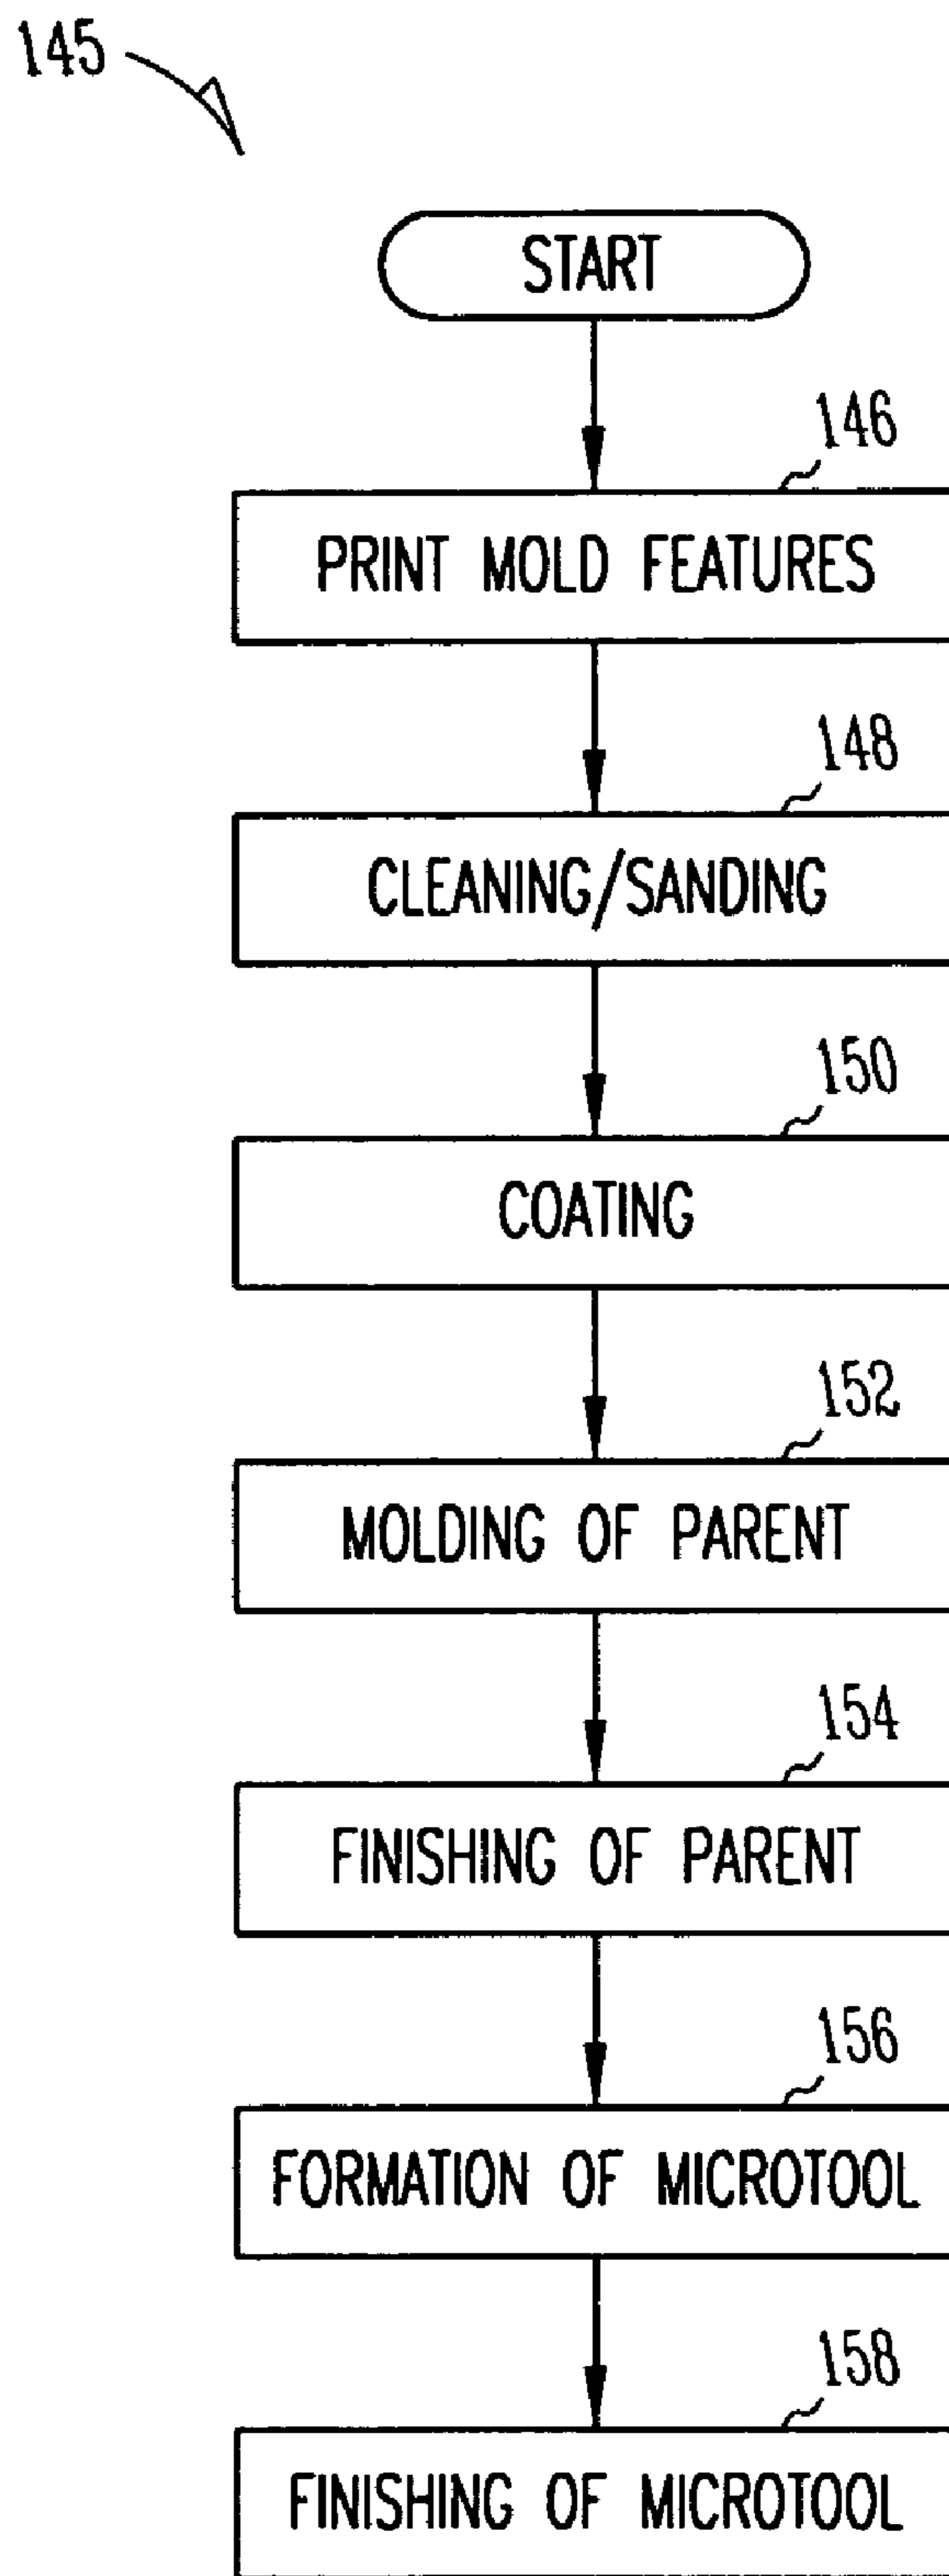 145
START
146
PRINT MOLD FEATURES
148
CLEANING/SANDING
150
COATING
152
MOLDING OF PARENT
154
FINISHING OF PARENT
156
FORMATION OF MICROTOOL
158
FINISHING OF MICROTOOL